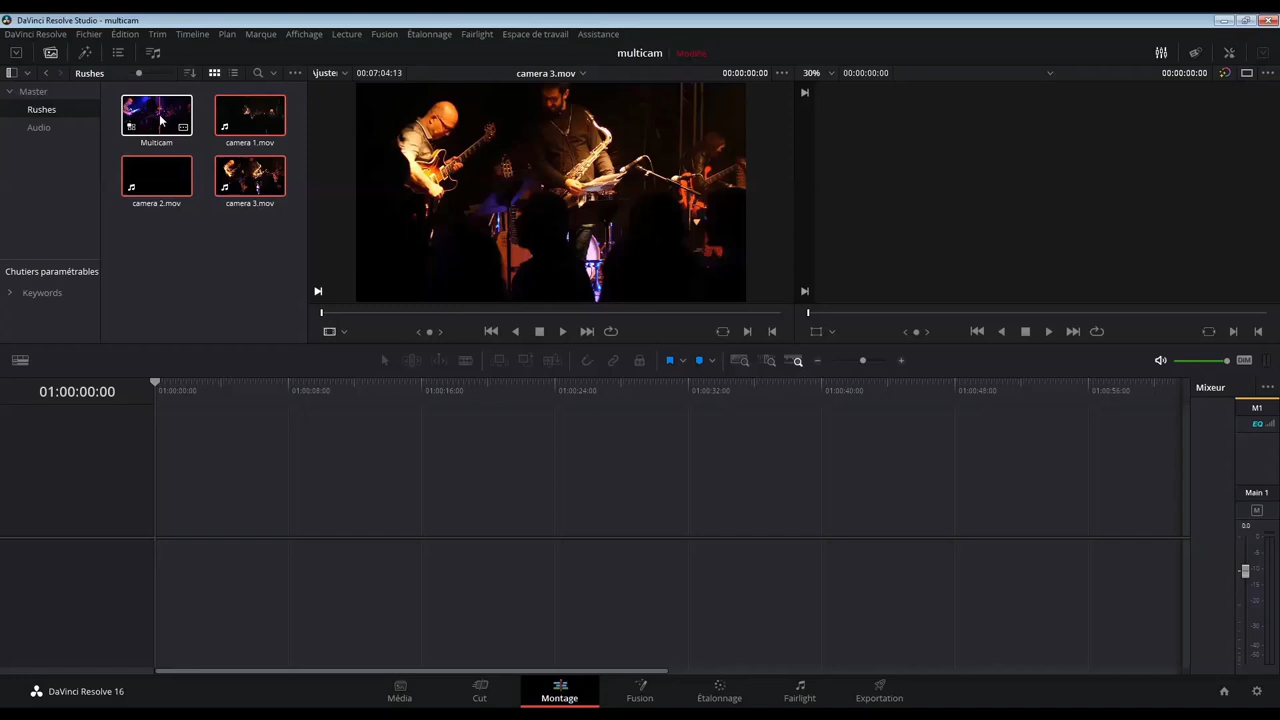 DaVinci Resolve Studio - multicam
DaVinci Resolve Fichier Édition Trim Timeline Plan Marque Affichage Lecture Fusion Étalonnage Fairlight Espace de travail Assistance
multicam Modifié
Rushes
Ajuster 00:07:04:13 camera 3.mov 00:00:00:00
30% 00:00:00:00 00:00:00:00
Master
Rushes
Audio
Multicam
camera 1.mov
camera 2.mov
camera 3.mov
Chutiers paramétrables
Keywords
DIM
01:00:00:00
01:00:00:00 01:00:08:00 01:00:16:00 01:00:24:00 01:00:32:00 01:00:40:00 01:00:48:00 01:00:56:00
Mixeur
M1
EQ
Main 1
M
0.0
DaVinci Resolve 16
Média Cut Montage Fusion Étalonnage Fairlight Exportation